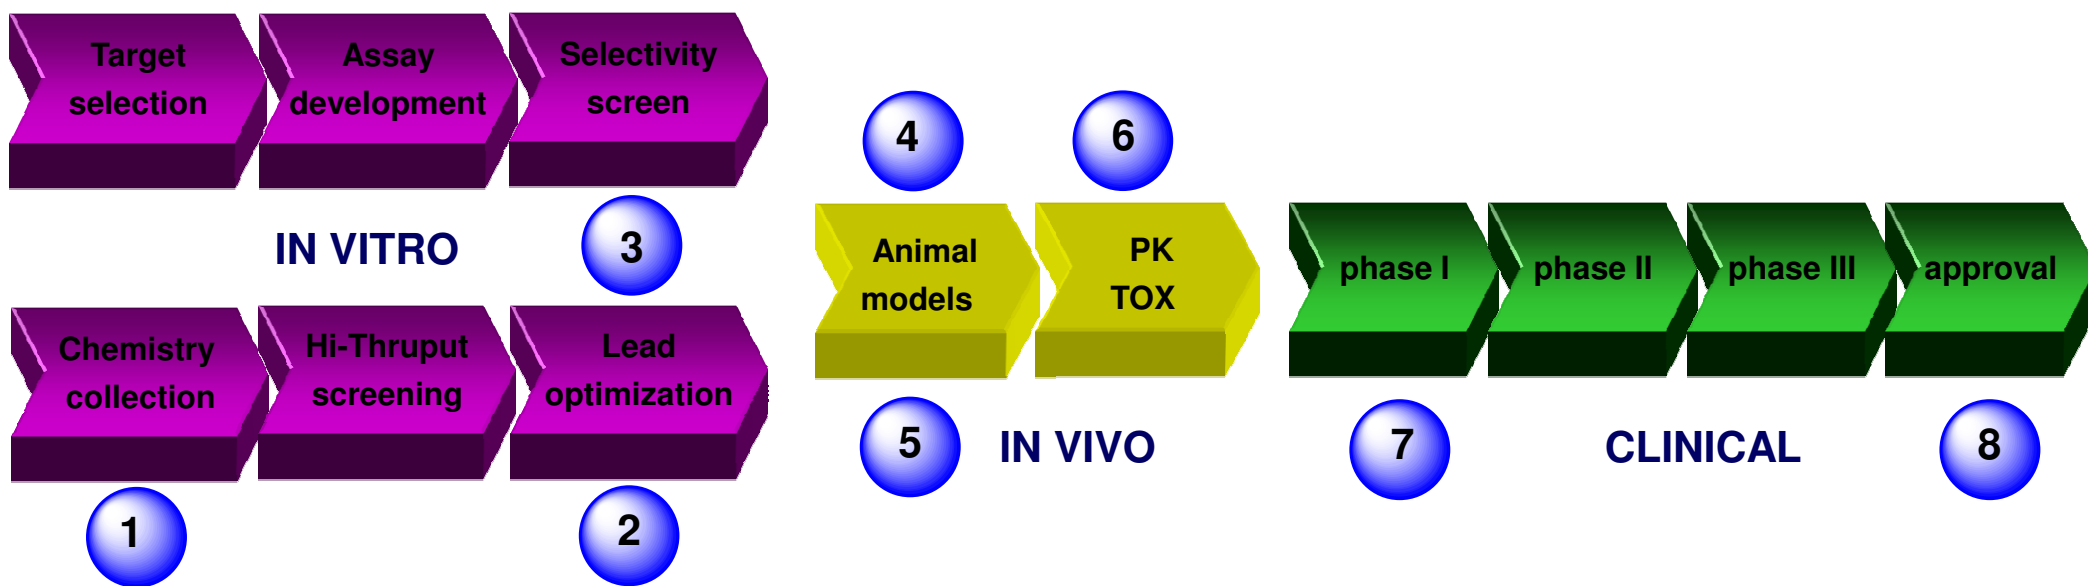 Target
selection
Assay
development
Selectivity
screen
IN VITRO
3
Chemistry
collection
Hi-Thruput
screening
Lead
optimization
1
2
4
6
Animal
models
PK
TOX
5
IN VIVO
phase I
phase II
phase III
approval
7
CLINICAL
8